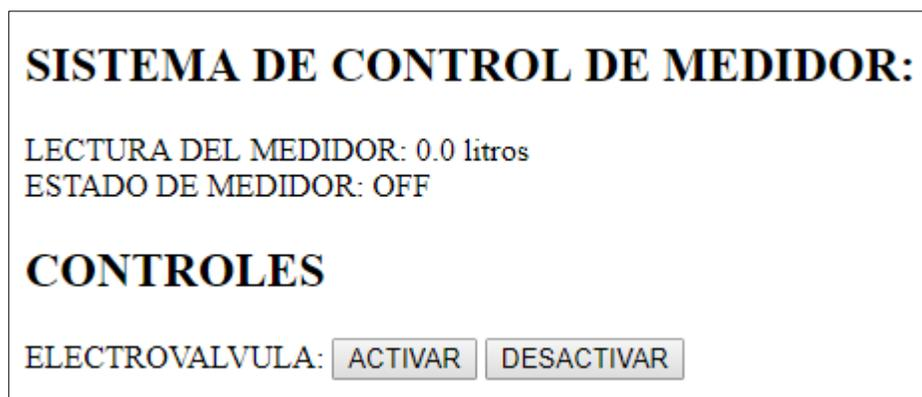 SISTEMA DE CONTROL DE MEDIDOR:
LECTURA DEL MEDIDOR: 0.0 litros
ESTADO DE MEDIDOR: OFF
CONTROLES
ELECTROVALVULA: ACTIVAR DESACTIVAR